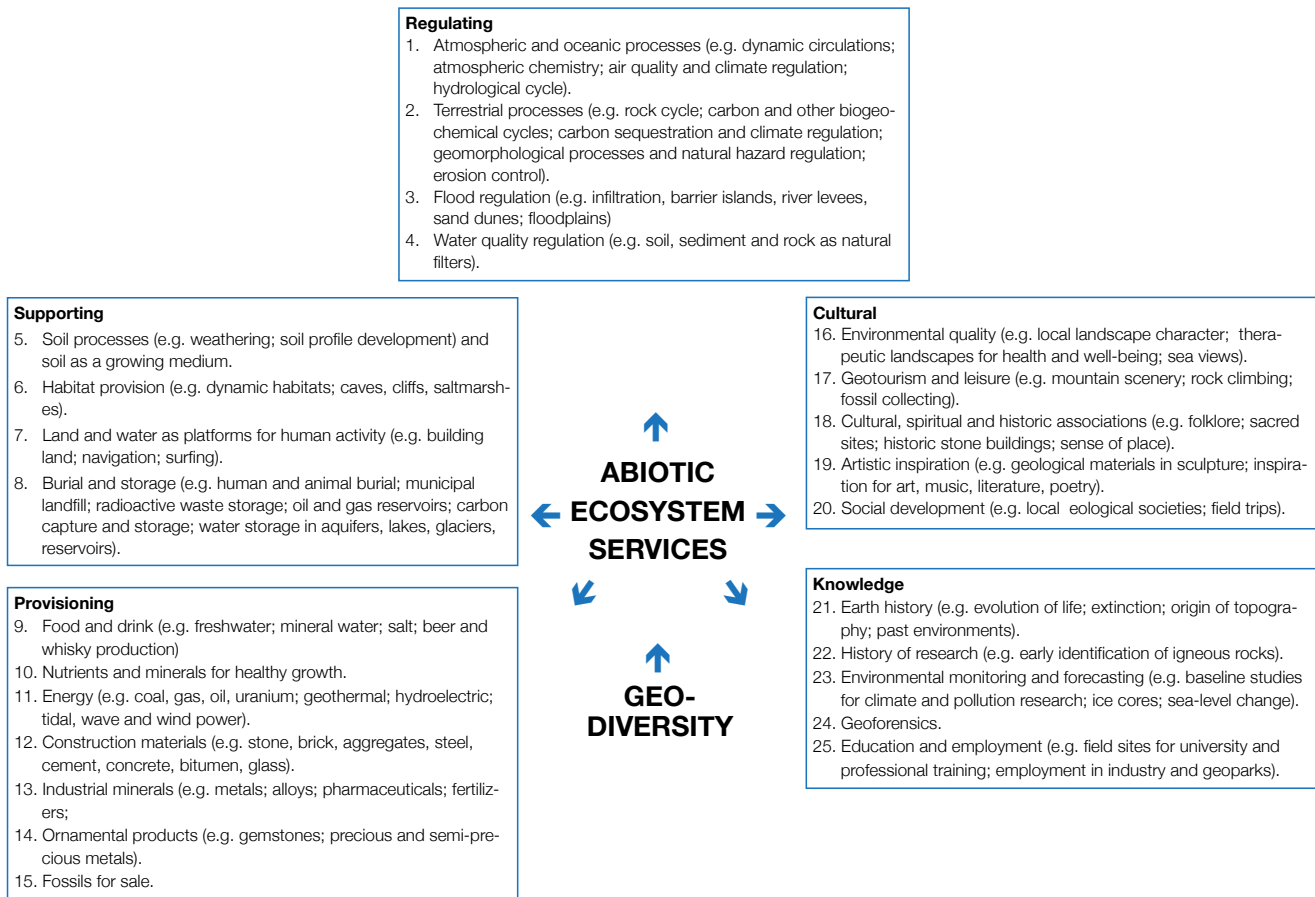 Regulating
1. Atmospheric and oceanic processes (e.g. dynamic circulations;
atmospheric chemistry; air quality and climate regulation;
hydrological cycle).
2. Terrestrial processes (e.g. rock cycle; carbon and other biogeo-
chemical cycles; carbon sequestration and climate regulation;
geomorphological processes and natural hazard regulation;
erosion control).
3. Flood regulation (e.g. infiltration, barrier islands, river levees,
sand dunes; floodplains)
4. Water quality regulation (e.g. soil, sediment and rock as natural
filters).
Supporting
5. Soil processes (e.g. weathering; soil profile development) and
soil as a growing medium.
6. Habitat provision (e.g. dynamic habitats; caves, cliffs, saltmarsh-
es).
7. Land and water as platforms for human activity (e.g. building
land; navigation; surfing).
8. Burial and storage (e.g. human and animal burial; municipal
landfill; radioactive waste storage; oil and gas reservoirs; carbon
capture and storage; water storage in aquifers, lakes, glaciers,
reservoirs).
Provisioning
9. Food and drink (e.g. freshwater; mineral water; salt; beer and
whisky production)
10. Nutrients and minerals for healthy growth.
11. Energy (e.g. coal, gas, oil, uranium; geothermal; hydroelectric;
tidal, wave and wind power).
12. Construction materials (e.g. stone, brick, aggregates, steel,
cement, concrete, bitumen, glass).
13. Industrial minerals (e.g. metals; alloys; pharmaceuticals; fertiliz-
ers;
14. Ornamental products (e.g. gemstones; precious and semi-pre-
cious metals).
15. Fossils for sale.
ABIOTIC
ECOSYSTEM
SERVICES
GEO-
DIVERSITY
Cultural
16. Environmental quality (e.g. local landscape character; thera-
peutic landscapes for health and well-being; sea views).
17. Geotourism and leisure (e.g. mountain scenery; rock climbing;
fossil collecting).
18. Cultural, spiritual and historic associations (e.g. folklore; sacred
sites; historic stone buildings; sense of place).
19. Artistic inspiration (e.g. geological materials in sculpture; inspira-
tion for art, music, literature, poetry).
20. Social development (e.g. local eological societies; field trips).
Knowledge
21. Earth history (e.g. evolution of life; extinction; origin of topogra-
phy; past environments).
22. History of research (e.g. early identification of igneous rocks).
23. Environmental monitoring and forecasting (e.g. baseline studies
for climate and pollution research; ice cores; sea-level change).
24. Geoforensics.
25. Education and employment (e.g. field sites for university and
professional training; employment in industry and geoparks).